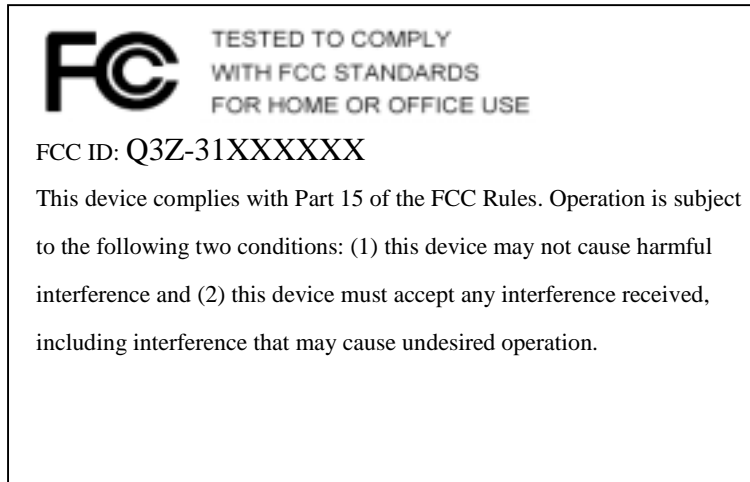 FC
TESTED TO COMPLY
WITH FCC STANDARDS
FOR HOME OR OFFICE USE
FCC ID: Q3Z-31XXXXXX
This device complies with Part 15 of the FCC Rules. Operation is subject
to the following two conditions: (1) this device may not cause harmful
interference and (2) this device must accept any interference received,
including interference that may cause undesired operation.